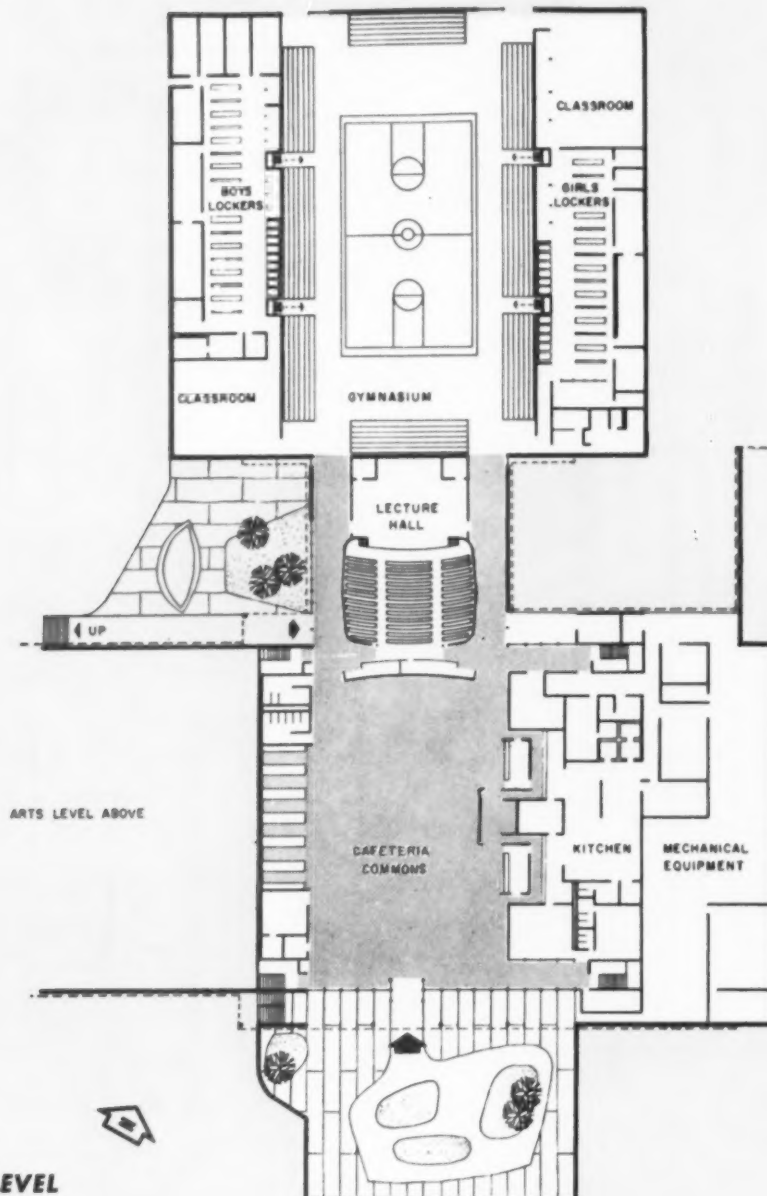 CLASSROOM
BOYS
LOCKERS
GIRLS
LOCKERS
CLASSROOM
GYMNASIUM
LECTURE
HALL
UP
ARTS LEVEL ABOVE
CAFETERIA
COMMONS
KITCHEN
MECHANICAL
EQUIPMENT
N
EVEL